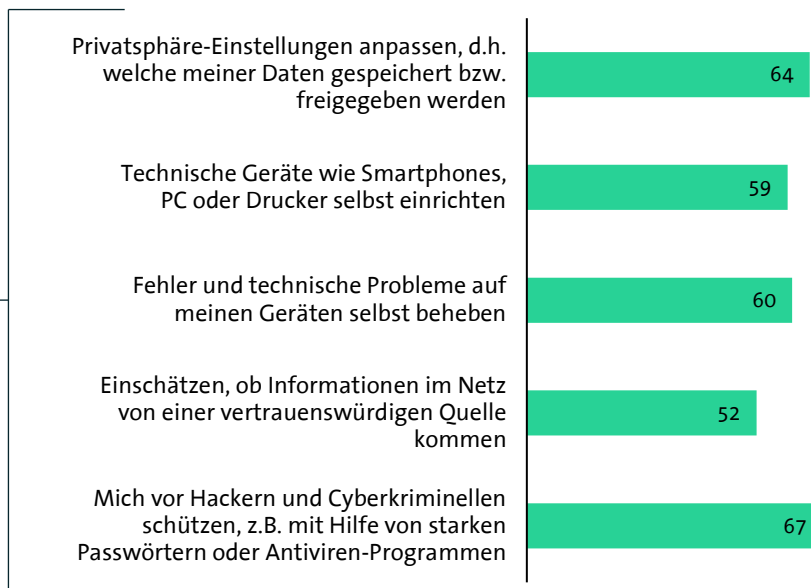 Privatsphäre-Einstellungen anpassen, d.h.
welche meiner Daten gespeichert bzw.
freigegeben werden
64
Technische Geräte wie Smartphones,
PC oder Drucker selbst einrichten
59
Fehler und technische Probleme auf
meinen Geräten selbst beheben
60
Einschätzen, ob Informationen im Netz
von einer vertrauenswürdigen Quelle
kommen
52
Mich vor Hackern und Cyberkriminellen
schützen, z.B. mit Hilfe von starken
Passwörtern oder Antiviren-Programmen
67